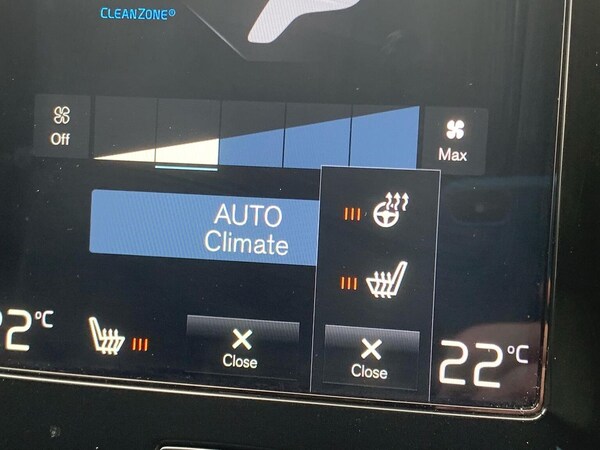 CLEANZONE®
Off
Max
AUTO
Climate
2°C
Close
Close
22°C